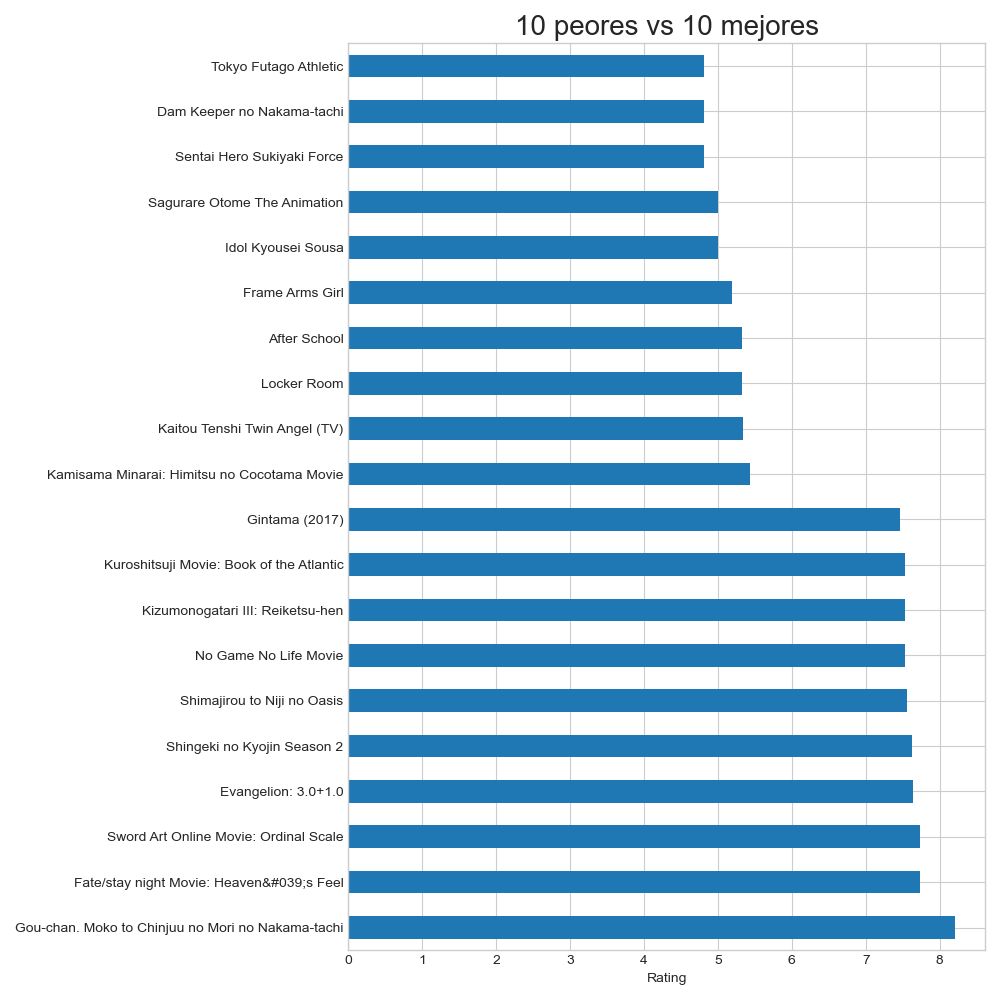 10 peores vs 10 mejores
Tokyo Futago Athletic
Dam Keeper no Nakama-tachi
Sentai Hero Sukiyaki Force
Sagurare Otome The Animation
Idol Kyousei Sousa
Frame Arms Girl
After School
Locker Room
Kaitou Tenshi Twin Angel (TV)
Kamisama Minarai: Himitsu no Cocotama Movie
Gintama (2017)
Kuroshitsuji Movie: Book of the Atlantic
Kizumonogatari III: Reiketsu-hen
No Game No Life Movie
Shimajirou to Niji no Oasis
Shingeki no Kyojin Season 2
Evangelion: 3.0+1.0
Sword Art Online Movie: Ordinal Scale
Fate/stay night Movie: Heaven&#039;s Feel
Gou-chan. Moko to Chinjuu no Mori no Nakama-tachi
0 1 2 3 4 5 6 7 8
Rating